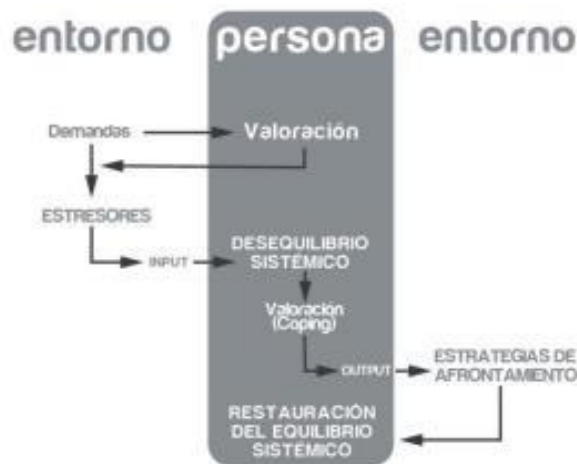 entorno persona entorno
Demandas Valoración
ESTRESORES
INPUT
DESEQUILIBRIO
SISTÉMICO
Valoración
(Coping)
OUTPUT
ESTRATEGIAS DE
AFRONTAMIENTO
RESTAURACIÓN
DEL EQUILIBRIO
SISTÉMICO